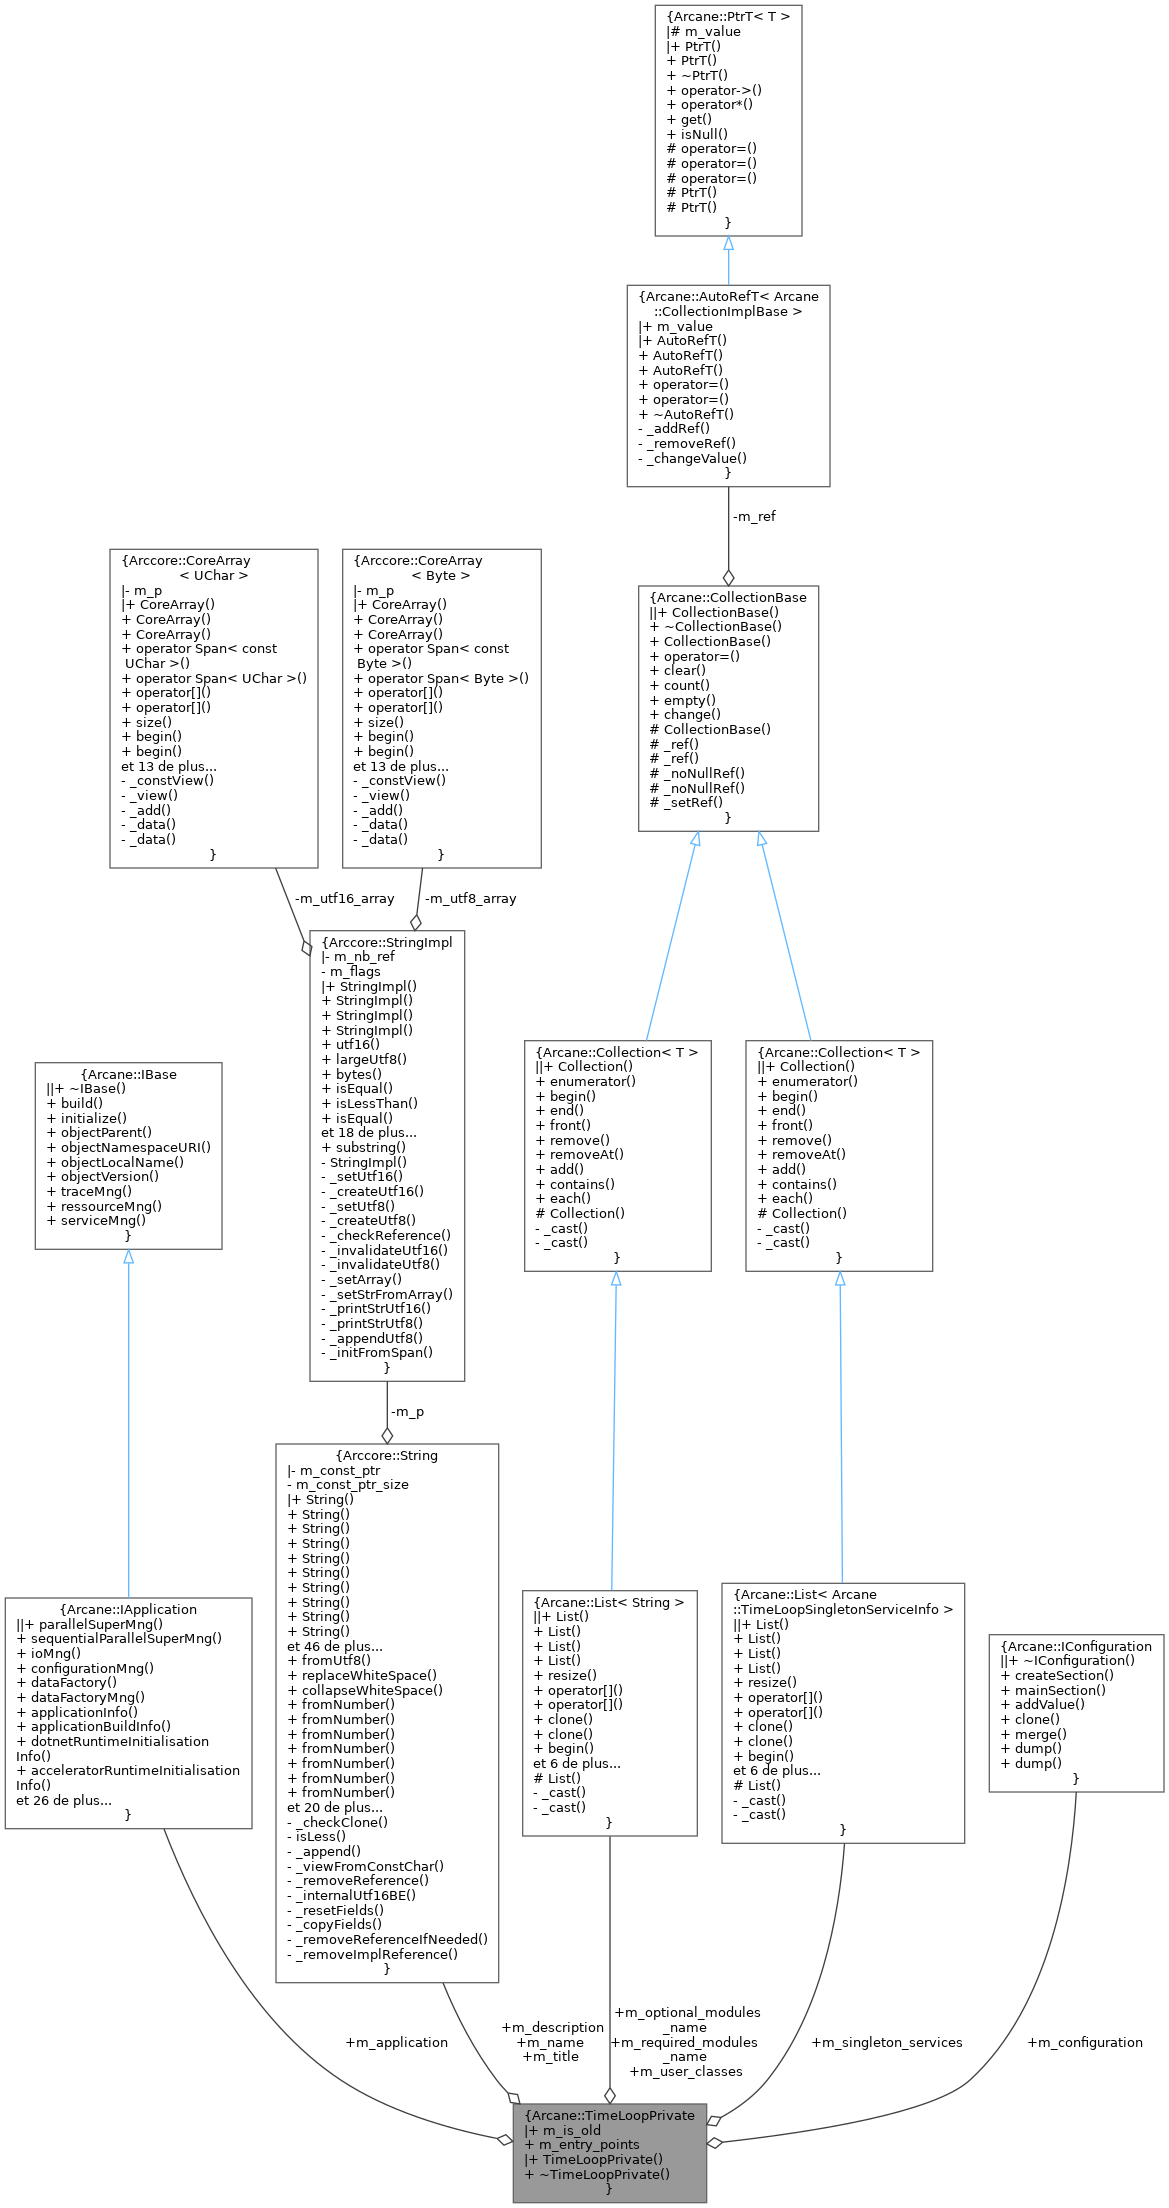 {Arcane::PtrT< T >
|# m_value
|+ PtrT()
+ PtrT()
+ ~PtrT()
+ operator->()
+ operator*()
+ get()
+ isNull()
# operator=()
# operator=()
# operator=()
# PtrT()
# PtrT()
}
{Arcane::AutoRefT< Arcane
::CollectionImplBase >
|+ m_value
|+ AutoRefT()
+ AutoRefT()
+ AutoRefT()
+ operator=()
+ operator=()
+ ~AutoRefT()
- _addRef()
- _removeRef()
- _changeValue()
}
-m_ref
{Arccore::CoreArray
< UChar >
|- m_p
|+ CoreArray()
+ CoreArray()
+ CoreArray()
+ operator Span< const
UChar >()
+ operator Span< UChar >()
+ operator[]()
+ operator[]()
+ size()
+ begin()
+ begin()
et 13 de plus...
- _constView()
- _view()
- _add()
- _data()
- _data()
}
{Arccore::CoreArray
< Byte >
|- m_p
|+ CoreArray()
+ CoreArray()
+ CoreArray()
+ operator Span< const
Byte >()
+ operator Span< Byte >()
+ operator[]()
+ operator[]()
+ size()
+ begin()
+ begin()
et 13 de plus...
- _constView()
- _view()
- _add()
- _data()
- _data()
}
{Arcane::CollectionBase
||+ CollectionBase()
+ ~CollectionBase()
+ CollectionBase()
+ operator=()
+ clear()
+ count()
+ empty()
+ change()
# CollectionBase()
# _ref()
# _ref()
# _noNullRef()
# _noNullRef()
# _setRef()
}
-m_utf16_array
-m_utf8_array
{Arccore::StringImpl
|- m_nb_ref
- m_flags
|+ StringImpl()
+ StringImpl()
+ StringImpl()
+ StringImpl()
+ utf16()
+ largeUtf8()
+ bytes()
+ isEqual()
+ isLessThan()
+ isEqual()
et 18 de plus...
+ substring()
- StringImpl()
- _setUtf16()
- _createUtf16()
- _setUtf8()
- _createUtf8()
- _checkReference()
- _invalidateUtf16()
- _invalidateUtf8()
- _setArray()
- _setStrFromArray()
- _printStrUtf16()
- _printStrUtf8()
- _appendUtf8()
- _initFromSpan()
}
{Arcane::IBase
||+ ~IBase()
+ build()
+ initialize()
+ objectParent()
+ objectNamespaceURI()
+ objectLocalName()
+ objectVersion()
+ traceMng()
+ ressourceMng()
+ serviceMng()
}
{Arcane::Collection< T >
||+ Collection()
+ enumerator()
+ begin()
+ end()
+ front()
+ remove()
+ removeAt()
+ add()
+ contains()
+ each()
# Collection()
- _cast()
- _cast()
}
{Arcane::Collection< T >
||+ Collection()
+ enumerator()
+ begin()
+ end()
+ front()
+ remove()
+ removeAt()
+ add()
+ contains()
+ each()
# Collection()
- _cast()
- _cast()
}
-m_p
{Arccore::String
|- m_const_ptr
- m_const_ptr_size
|+ String()
+ String()
+ String()
+ String()
+ String()
+ String()
+ String()
+ String()
+ String()
+ String()
et 46 de plus...
+ fromUtf8()
+ replaceWhiteSpace()
+ collapseWhiteSpace()
+ fromNumber()
+ fromNumber()
+ fromNumber()
+ fromNumber()
+ fromNumber()
+ fromNumber()
+ fromNumber()
et 20 de plus...
- _checkClone()
- isLess()
- _append()
- _viewFromConstChar()
- _removeReference()
- _internalUtf16BE()
- _resetFields()
- _copyFields()
- _removeReferenceIfNeeded()
- _removeImplReference()
}
{Arcane::IApplication
||+ parallelSuperMng()
+ sequentialParallelSuperMng()
+ ioMng()
+ configurationMng()
+ dataFactory()
+ dataFactoryMng()
+ applicationInfo()
+ applicationBuildInfo()
+ dotnetRuntimeInitialisation
Info()
+ acceleratorRuntimeInitialisation
Info()
et 26 de plus...
}
{Arcane::List< String >
||+ List()
+ List()
+ List()
+ List()
+ resize()
+ operator[]()
+ operator[]()
+ clone()
+ clone()
+ begin()
et 6 de plus...
# List()
- _cast()
- _cast()
}
{Arcane::List< Arcane
::TimeLoopSingletonServiceInfo >
||+ List()
+ List()
+ List()
+ List()
+ resize()
+ operator[]()
+ operator[]()
+ clone()
+ clone()
+ begin()
et 6 de plus...
# List()
- _cast()
- _cast()
}
{Arcane::IConfiguration
||+ ~IConfiguration()
+ createSection()
+ mainSection()
+ addValue()
+ clone()
+ merge()
+ dump()
+ dump()
}
+m_application
+m_description
+m_name
+m_title
+m_optional_modules
_name
+m_required_modules
_name
+m_user_classes
+m_singleton_services
+m_configuration
{Arcane::TimeLoopPrivate
|+ m_is_old
+ m_entry_points
|+ TimeLoopPrivate()
+ ~TimeLoopPrivate()
}